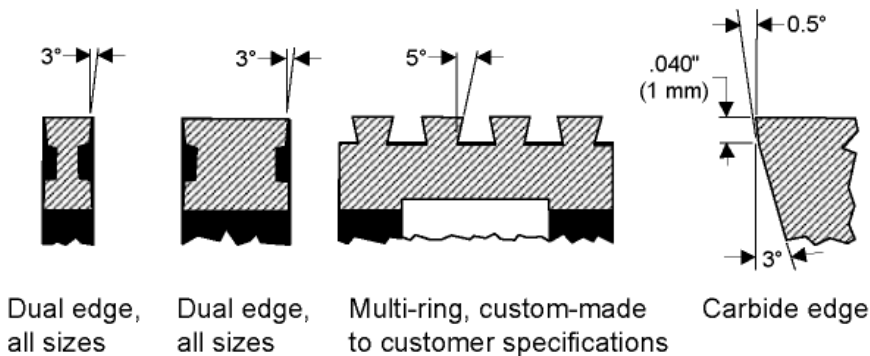 3°
3°
5°
0.5°
.040"
(1 mm)
3°
Dual edge,
all sizes
Dual edge,
all sizes
Multi-ring, custom-made
to customer specifications
Carbide edge